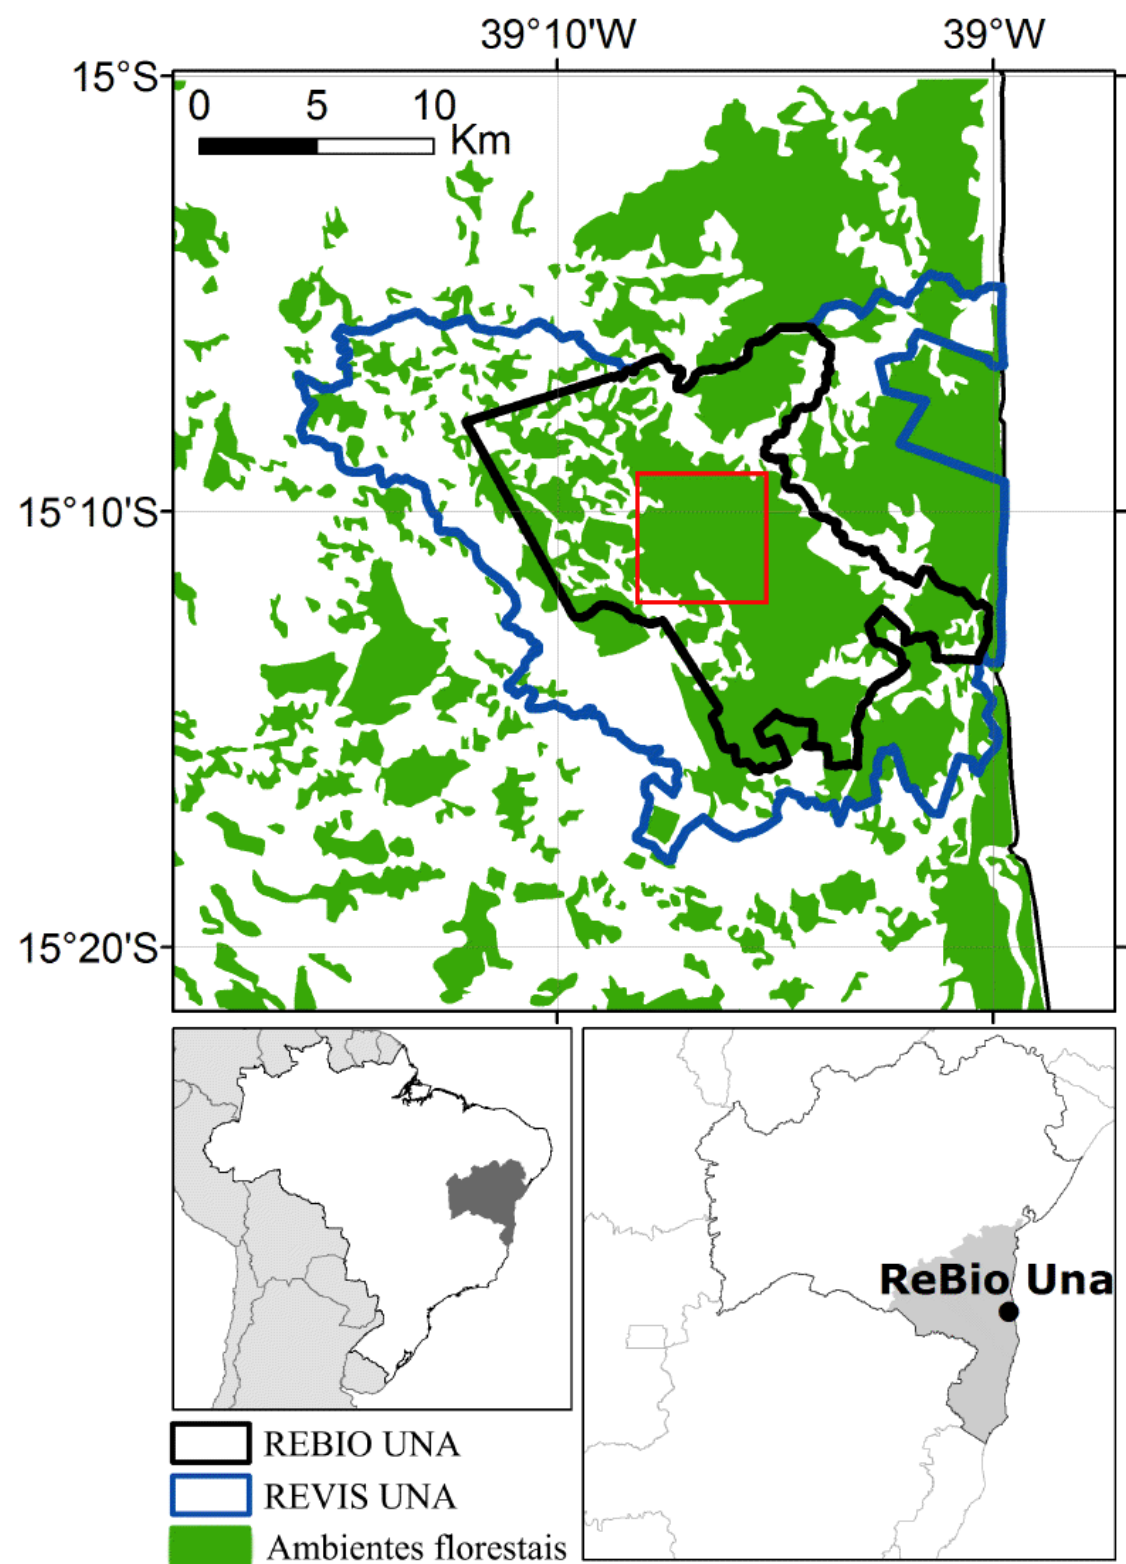 39°10'W 39°W
15°S
0 5 10
Km
15°10'S
15°20'S
ReBio Una
REBIO UNA
REVIS UNA
Ambientes florestais